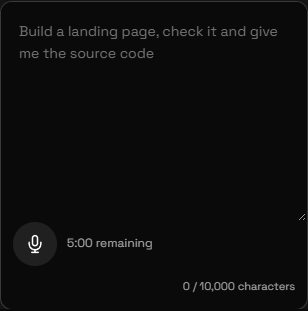 Build a landing page, check it and give
me the source code
5:00 remaining
0 / 10,000 characters